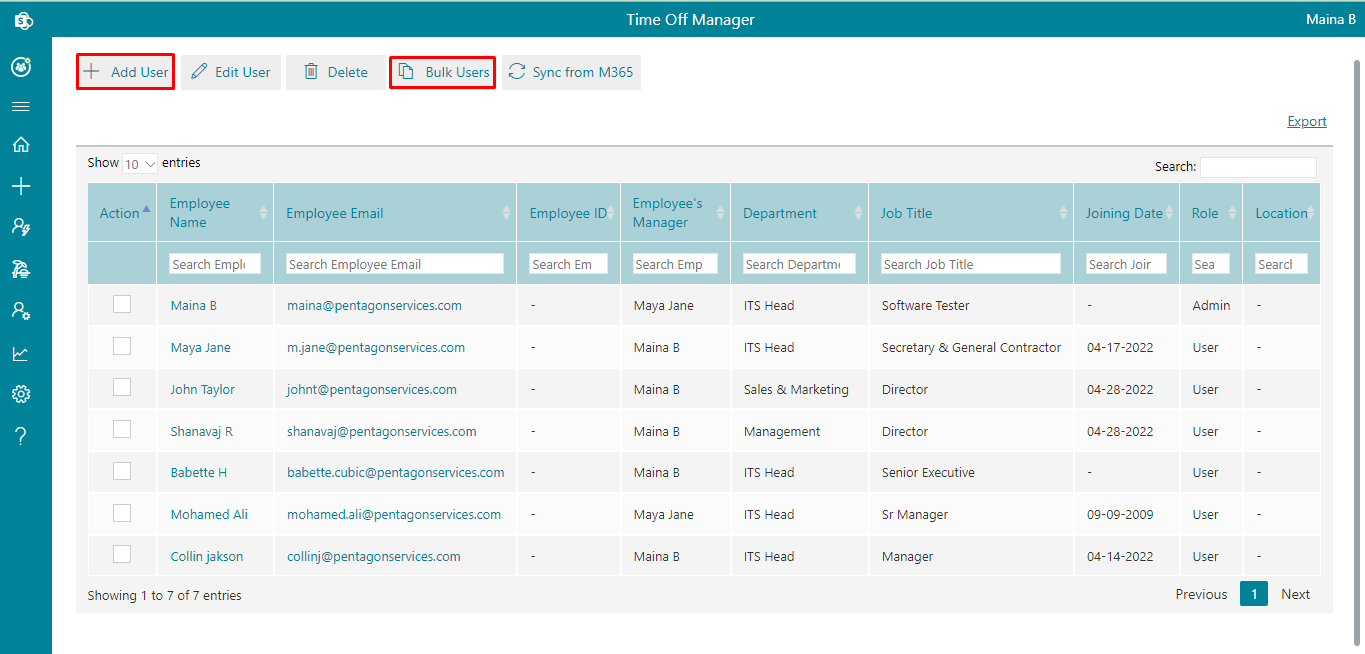 Time Off Manager
Maina B
Add User Edit User Delete Bulk Users Sync from M365
Export
Show 10 entries
Search:
Action Employee Name Employee Email Employee ID Employee's Manager Department Job Title Joining Date Role Location
Search Emplo Search Employee Email Search Em Search Emp Search Departme Search Job Title Search Join Sea Search
Maina B maina@pentagonservices.com - Maya Jane ITS Head Software Tester - Admin -
Maya Jane m.jane@pentagonservices.com - Maina B ITS Head Secretary & General Contractor 04-17-2022 User -
John Taylor johnt@pentagonservices.com - Maina B Sales & Marketing Director 04-28-2022 User -
Shanavaj R shanavaj@pentagonservices.com - Maina B Management Director 04-28-2022 User -
Babette H babette.cubic@pentagonservices.com - Maina B ITS Head Senior Executive - User -
Mohamed Ali mohamed.ali@pentagonservices.com - Maya Jane ITS Head Sr Manager 09-09-2009 User -
Collin jakson collinj@pentagonservices.com - Maina B ITS Head Manager 04-14-2022 User -
Showing 1 to 7 of 7 entries
Previous 1 Next